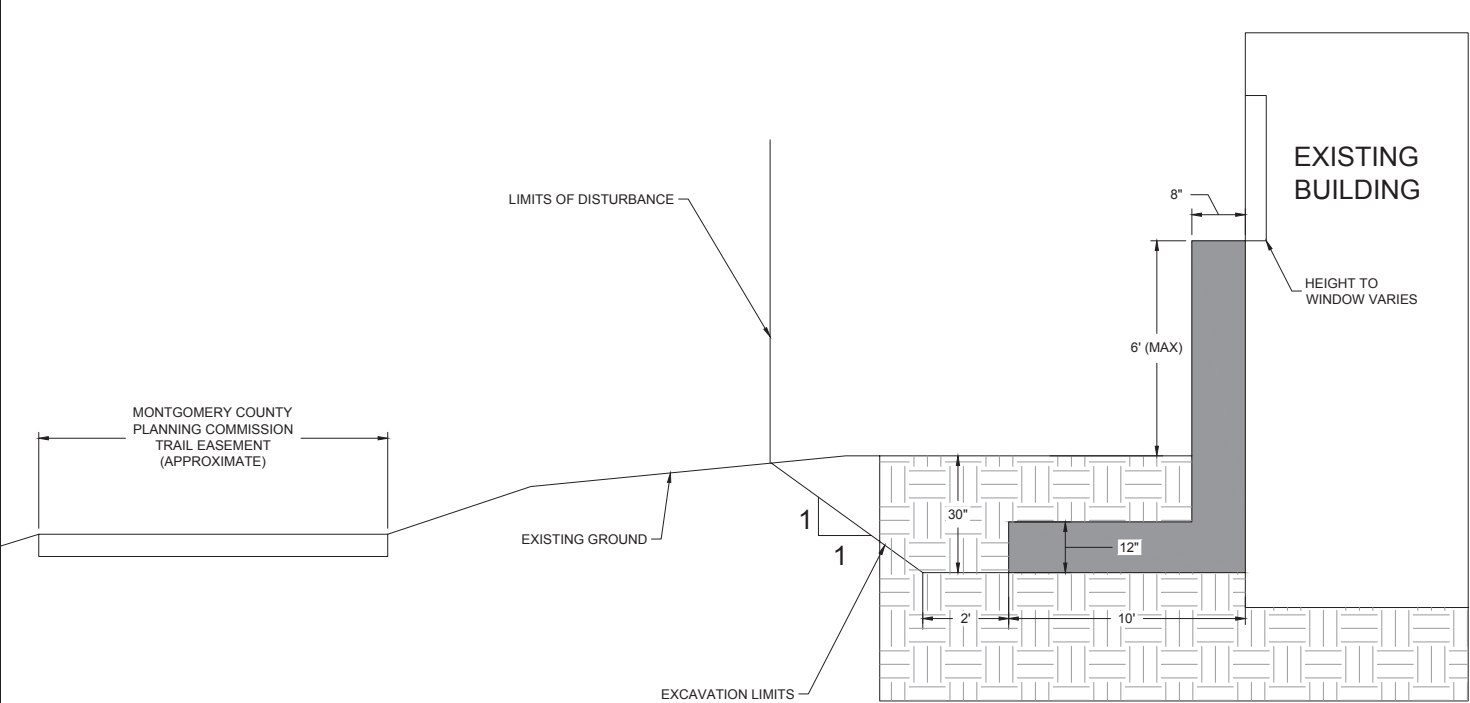 EXISTING
BUILDING
8"
LIMITS OF DISTURBANCE
HEIGHT TO
WINDOW VARIES
6' (MAX)
MONTGOMERY COUNTY
PLANNING COMMISSION
TRAIL EASEMENT
(APPROXIMATE)
30"
1
EXISTING GROUND
12"
1
2'
10'
EXCAVATION LIMITS